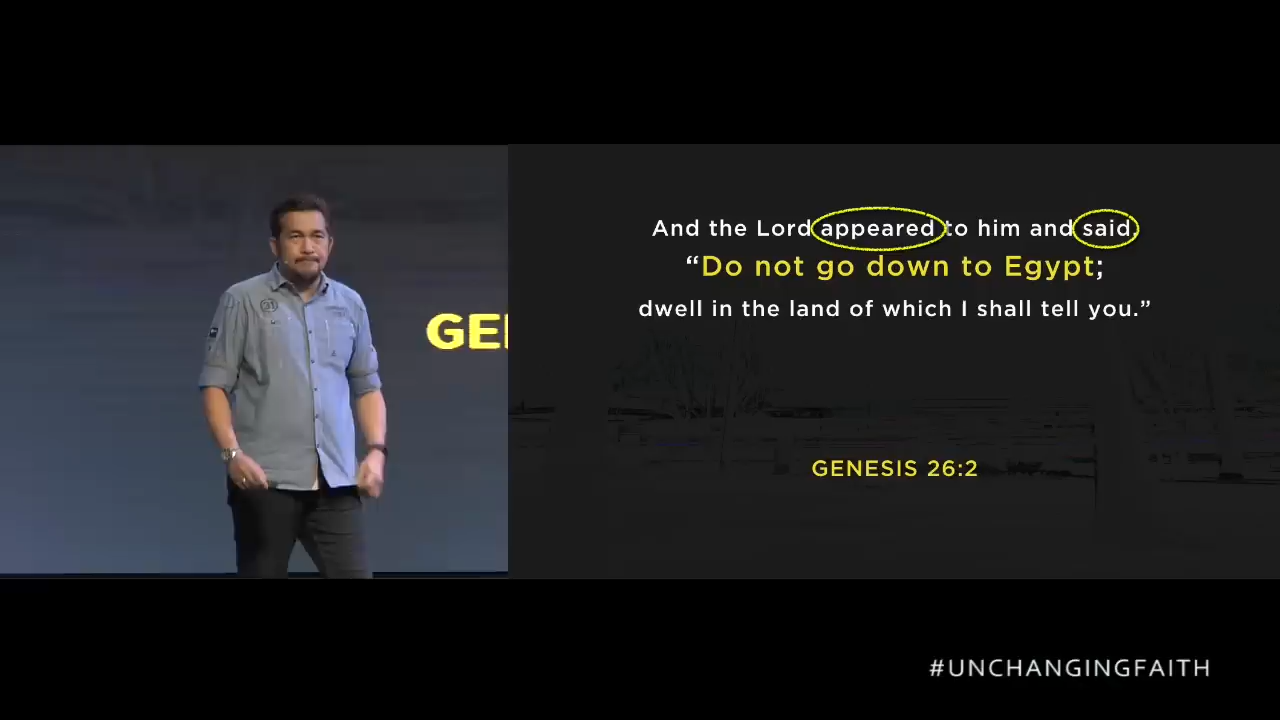 GE
And the Lord appeared to him and said,
“Do not go down to Egypt;
dwell in the land of which I shall tell you.”
GENESIS 26:2
#UNCHANGINGFAITH